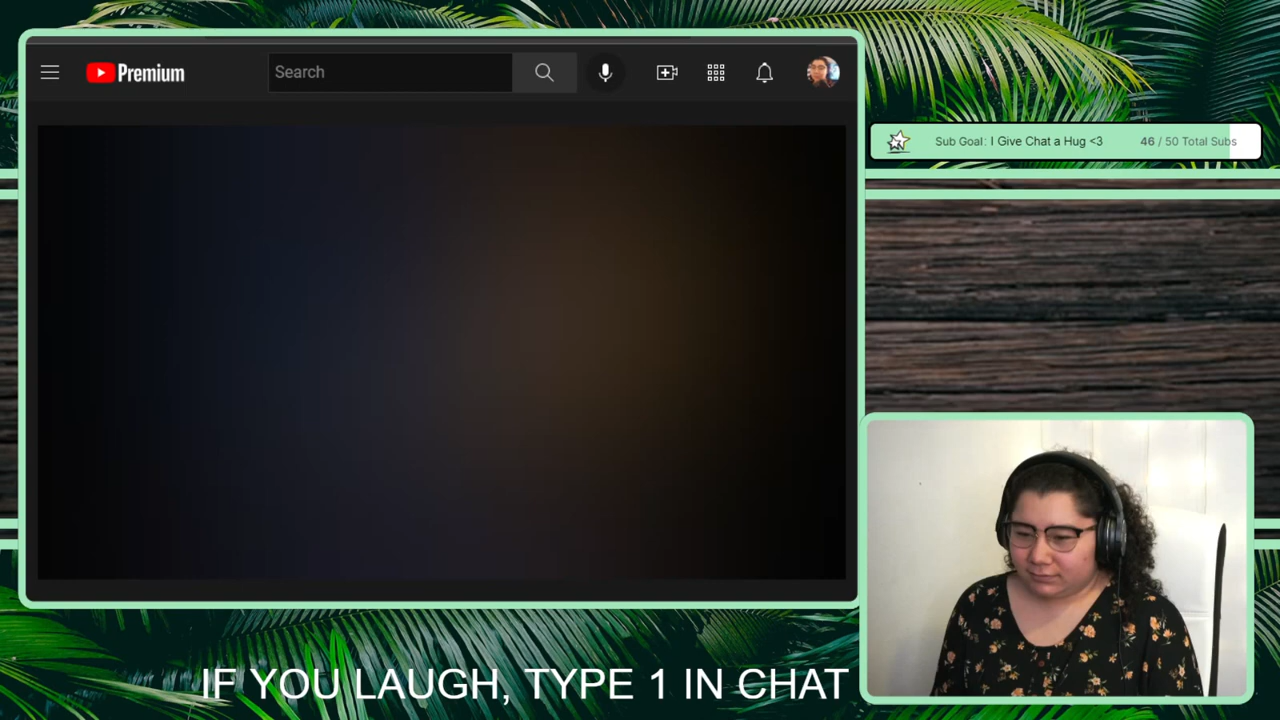 Premium
Search
Sub Goal: I Give Chat a Hug <3 46 / 50 Total Subs
IF YOU LAUGH, TYPE 1 IN CHAT